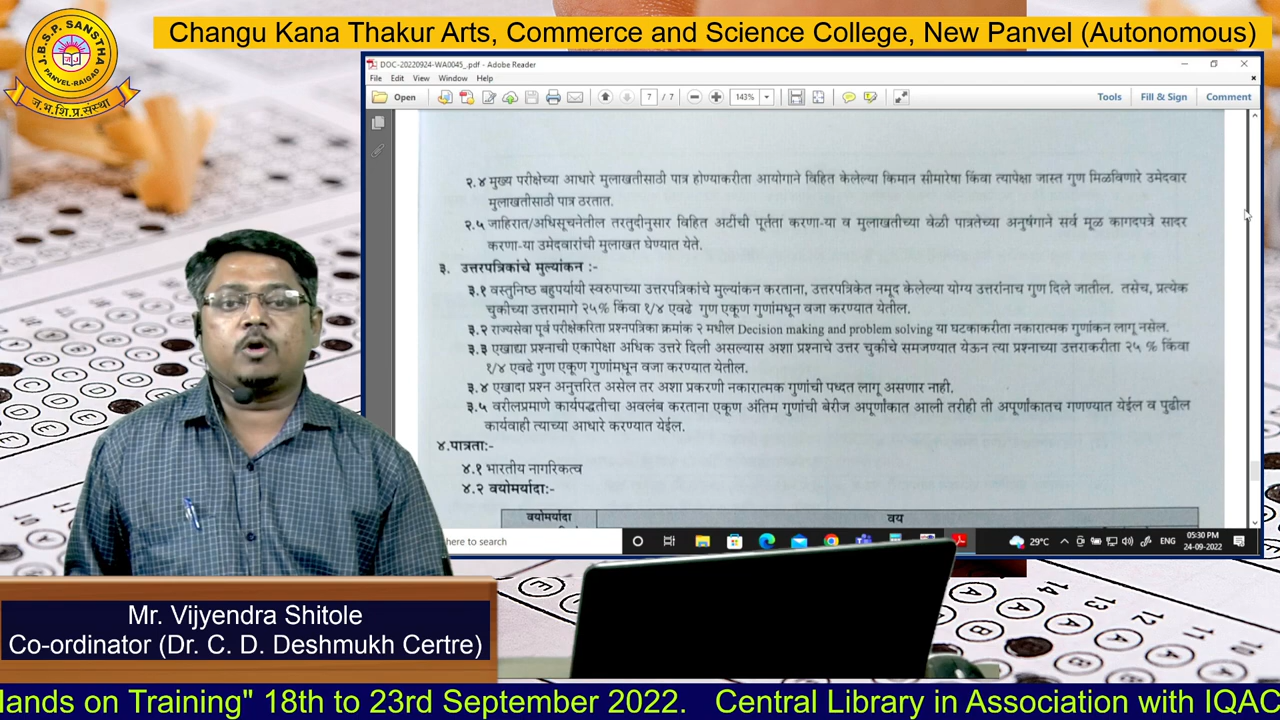 Changu Kana Thakur Arts, Commerce and Science College, New Panvel (Autonomous)
J.B.S.P. SANSTHA
PANVEL-RAIGAD
ज.भ.शि.प्र.संस्था
DOC-20220924-WA0045_.pdf - Adobe Reader
File Edit View Window Help
Open 7 / 7 143% Tools Fill & Sign Comment
२.४ मुख्य परीक्षेच्या आधारे मुलाखतीसाठी पात्र होण्याकरीता आयोगाने विहित केलेल्या किमान सीमारेषा किंवा त्यापेक्षा जास्त गुण मिळविणारे उमेदवार
मुलाखतीसाठी पात्र ठरतात.
२.५ जाहिरात/अधिसूचनेतील तरतुदीनुसार विहित अटींची पूर्तता करणा-या व मुलाखतीच्या वेळी पात्रतेच्या अनुषंगाने सर्व मूळ कागदपत्रे सादर
करणा-या उमेदवारांची मुलाखत घेण्यात येते.
३. उत्तरपत्रिकांचे मुल्यांकन :-
३.१ वस्तुनिष्ठ बहुपर्यायी स्वरुपाच्या उत्तरपत्रिकांचे मुल्यांकन करताना, उत्तरपत्रिकेत नमूद केलेल्या योग्य उत्तरांनाच गुण दिले जातील. तसेच, प्रत्येक
चुकीच्या उत्तरामागे २५% किंवा १/४ एवढे गुण एकूण गुणांमधून वजा करण्यात येतील.
३.२ राज्यसेवा पूर्व परीक्षेकरिता प्रश्नपत्रिका क्रमांक २ मधील Decision making and problem solving या घटकाकरीता नकारात्मक गुणांकन लागू नसेल.
३.३ एखाद्या प्रश्नाची एकापेक्षा अधिक उत्तरे दिली असल्यास अशा प्रश्नाचे उत्तर चुकीचे समजण्यात येऊन त्या प्रश्नाच्या उत्तराकरीता २५ % किंवा
१/४ एवढे गुण एकूण गुणांमधून वजा करण्यात येतील.
३.४ एखादा प्रश्न अनुत्तरित असेल तर अशा प्रकरणी नकारात्मक गुणांची पध्दत लागू असणार नाही.
३.५ वरीलप्रमाणे कार्यपद्धतीचा अवलंब करताना एकूण अंतिम गुणांची बेरीज अपूर्णांकात आली तरीही ती अपूर्णांकातच गणण्यात येईल व पुढील
कार्यवाही त्याच्या आधारे करण्यात येईल.
४.पात्रता:-
४.१ भारतीय नागरिकत्व
४.२ वयोमर्यादा:-
वयोमर्यादा वय
here to search
29°C ENG 05:30 PM
24-09-2022
Mr. Vijyendra Shitole
Co-ordinator (Dr. C. D. Deshmukh Certre)
Hands on Training" 18th to 23rd September 2022. Central Library in Association with IQAC